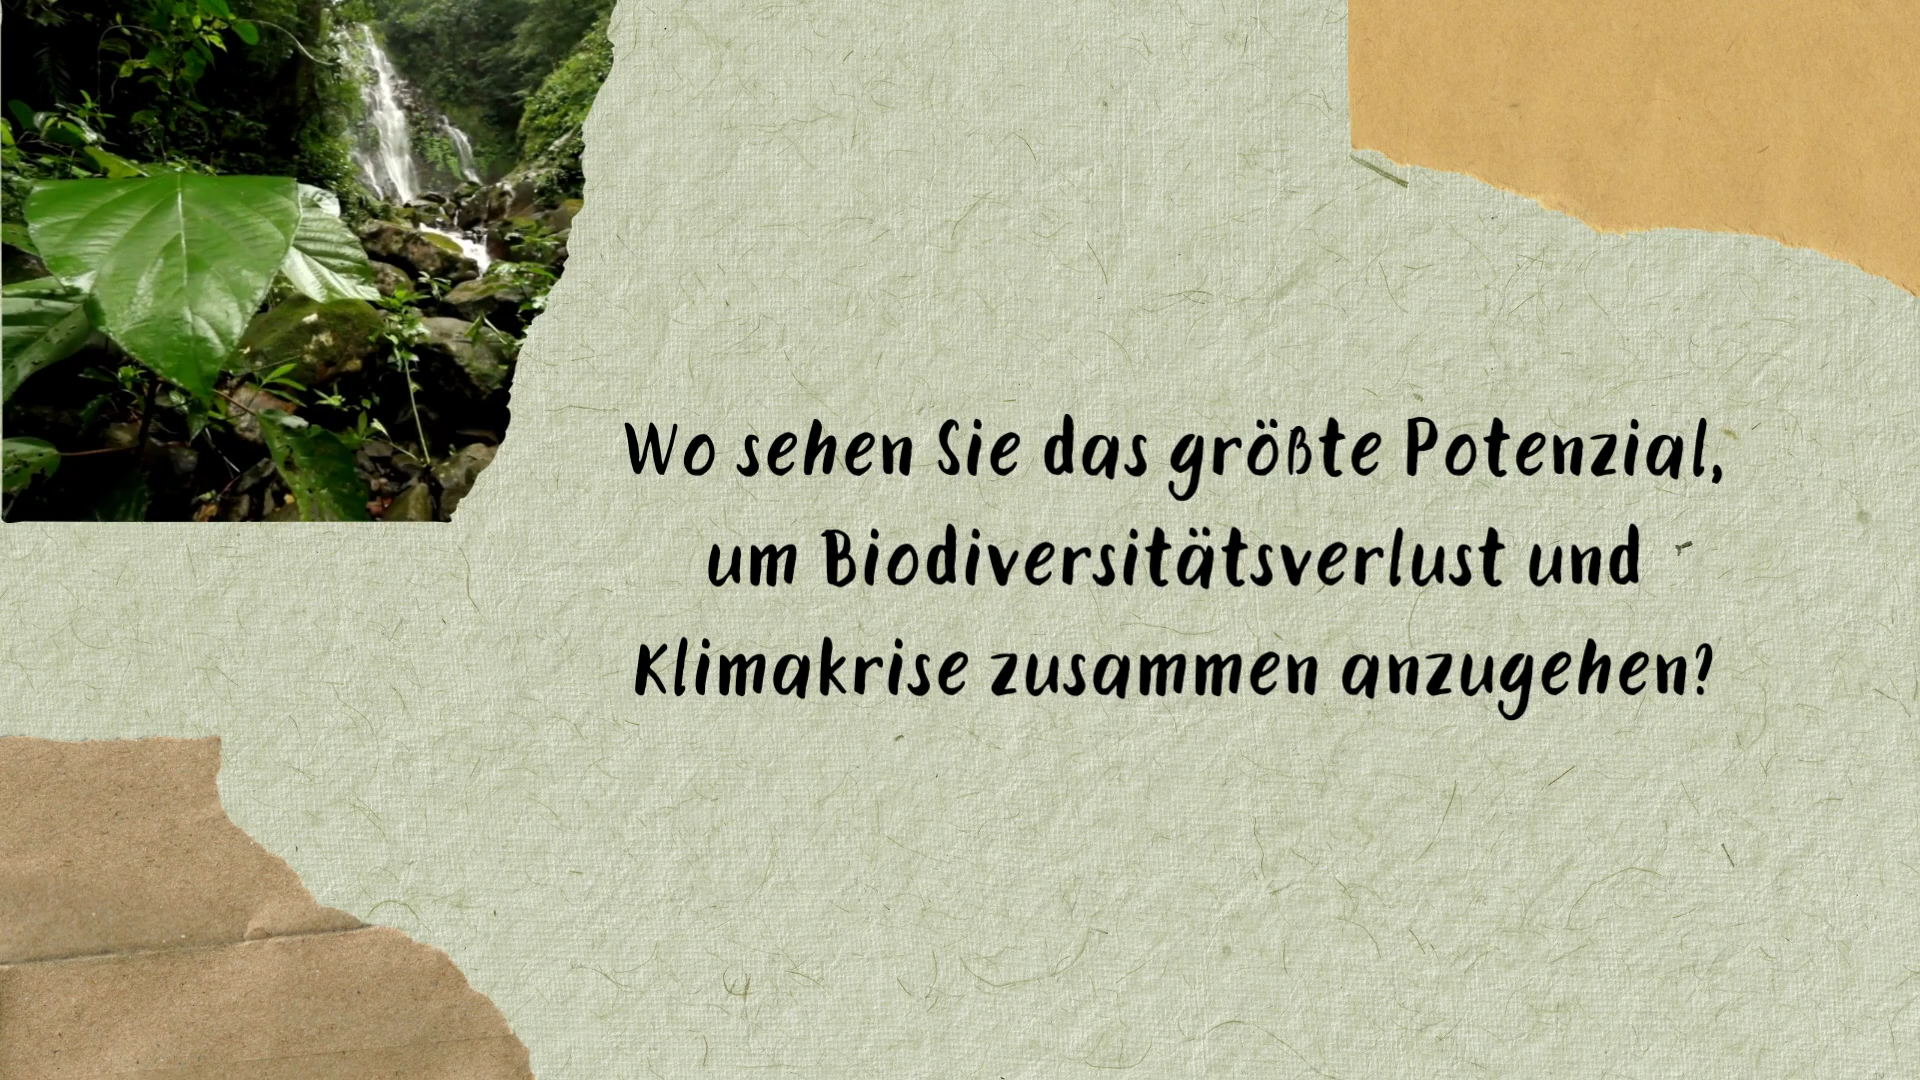 Wo sehen Sie das größte Potenzial,
um Biodiversitätsverlust und
Klimakrise zusammen anzugehen?